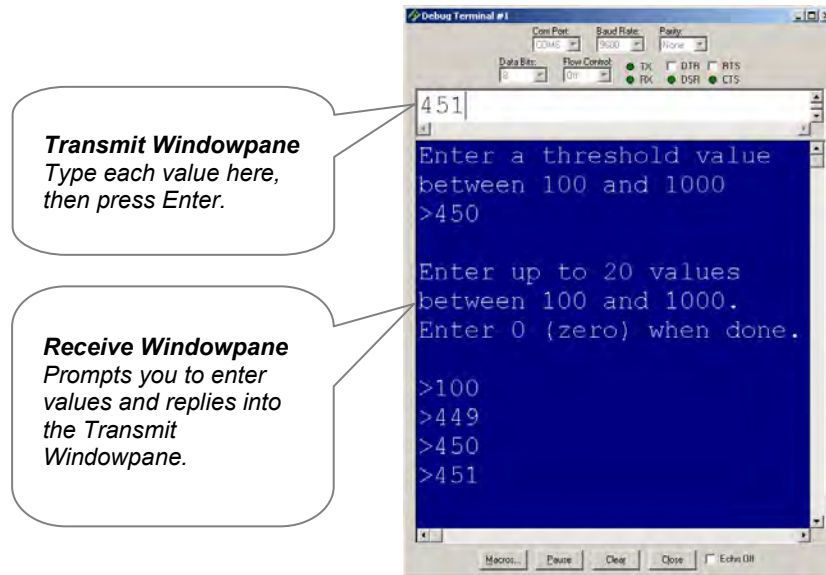 Debug Terminal #1
Com Port: Baud Rate: Parity:
COM6 9600 None
Data Bits: Flow Control: TX DTR RTS
8 Off RX DSR CTS
451
Transmit Windowpane
Type each value here,
then press Enter.
Enter a threshold value
between 100 and 1000
>450
Enter up to 20 values
between 100 and 1000.
Enter 0 (zero) when done.
Receive Windowpane
Prompts you to enter
values and replies into
the Transmit
Windowpane.
>100
>449
>450
>451
Macros... Pause Clear Close Echo Off